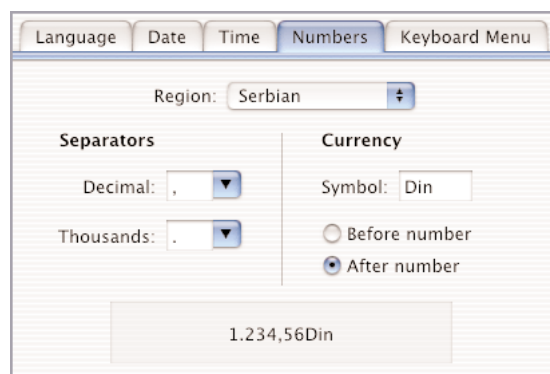 Language Date Time Numbers Keyboard Menu
Region: Serbian
Separators
Currency
Decimal: ,
Symbol: Din
Thousands: .
Before number
After number
1.234,56Din